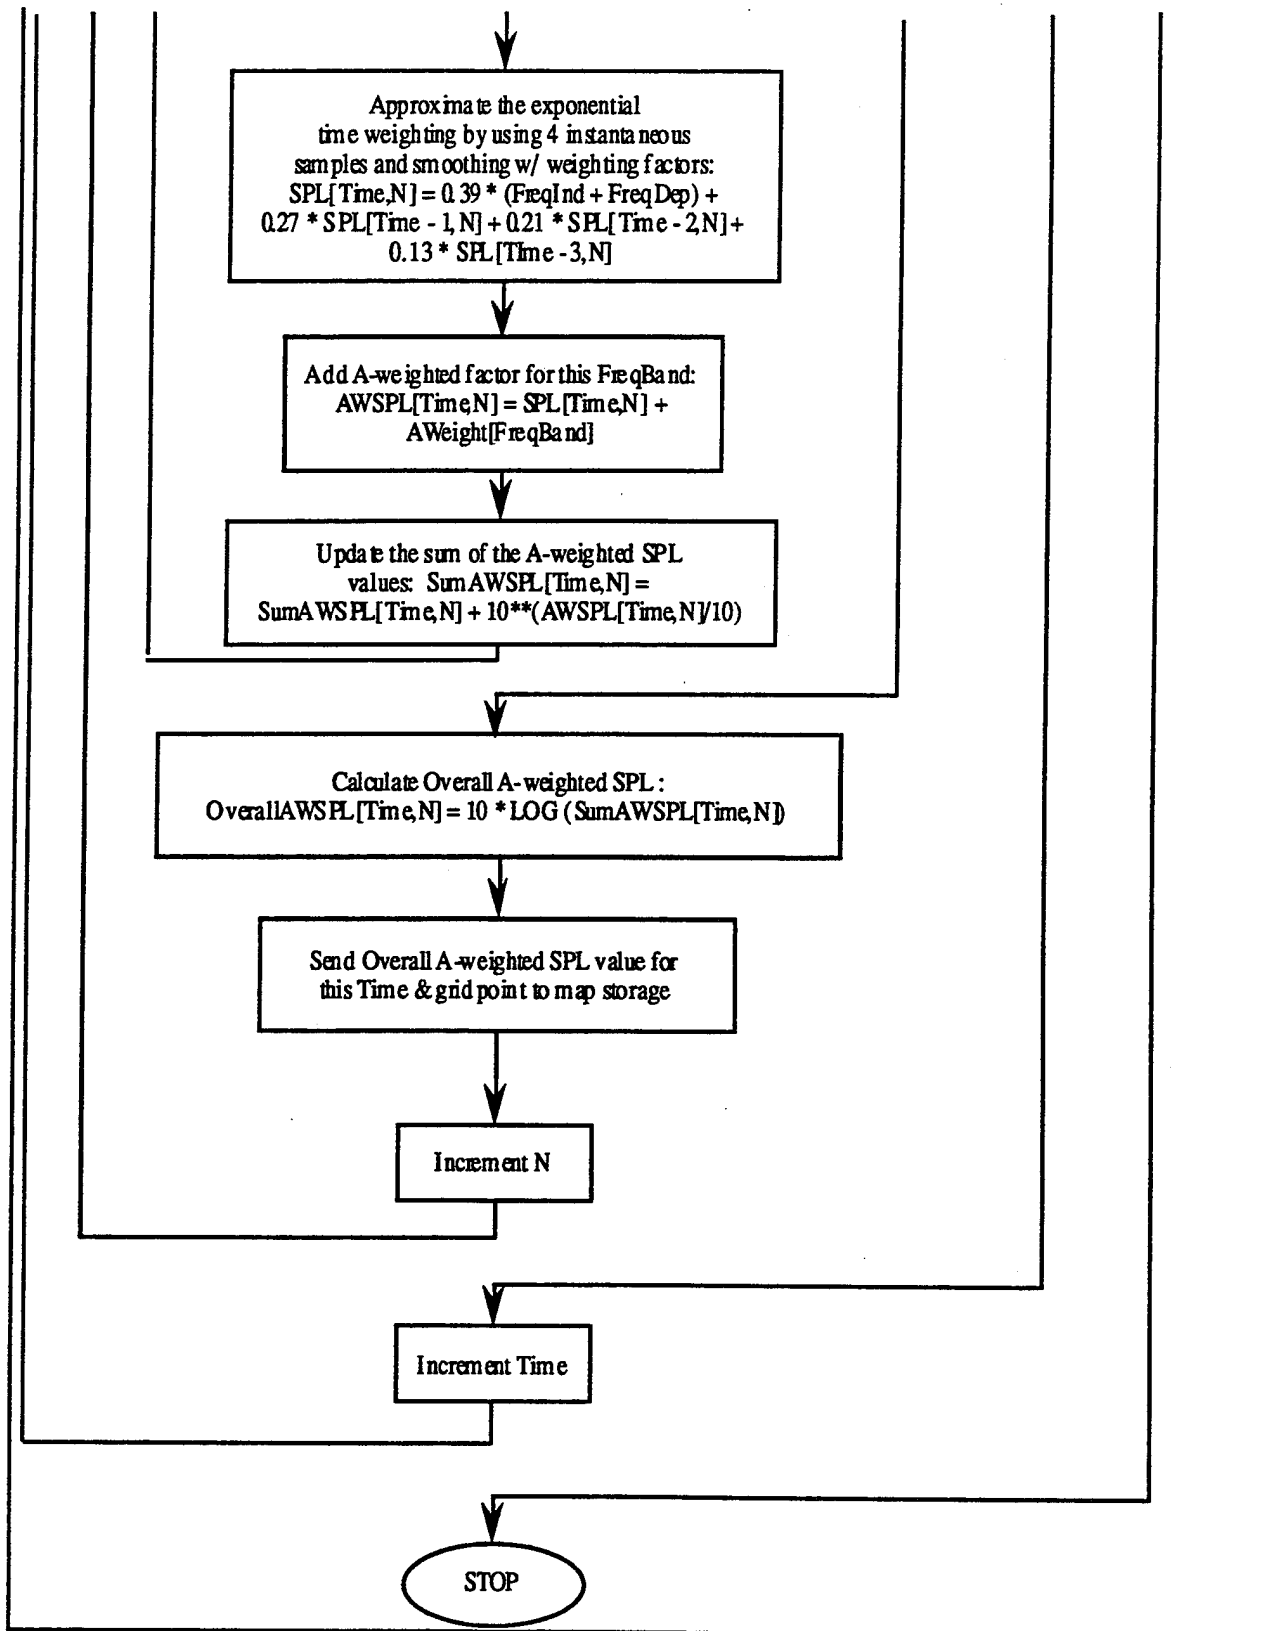 Approximate the exponential
time weighting by using 4 instantaneous
samples and smoothing w/ weighting factors:
SPL[Time,N] = 0.39 * (FreqInd + FreqDep) +
0.27 * SPL[Time - 1, N] + 0.21 * SPL[Time - 2,N] +
0.13 * SPL[TIme - 3,N]
Add A-weighted factor for this FreqBand:
AWSPL[Time,N] = SPL[Time,N] +
AWeight[FreqBand]
Update the sum of the A-weighted SPL
values: SumAWSPL[Time,N] =
SumAWSPL[Time,N] + 10**(AWSPL[Time,N]/10)
Calculate Overall A-weighted SPL :
OverallAWSPL[Time,N] = 10 * LOG (SumAWSPL[Time,N])
Send Overall A-weighted SPL value for
this Time & grid point to map storage
Increment N
Increment Time
STOP